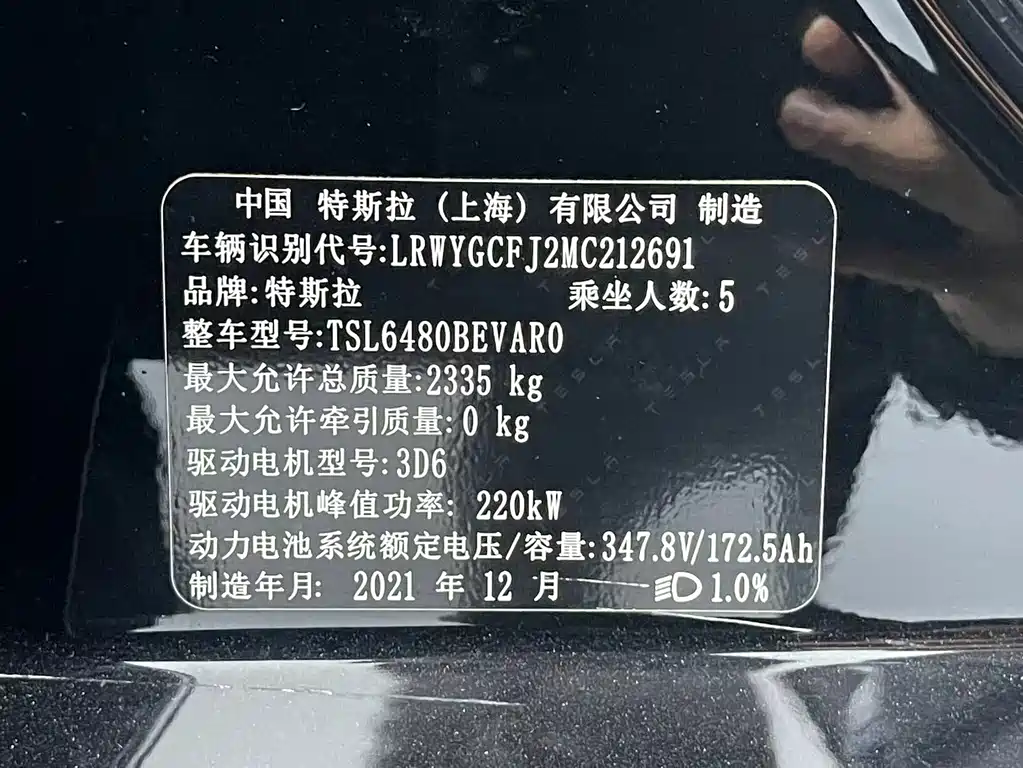 中国 特斯拉（上海）有限公司 制造
车辆识别代号:LRWYGCFJ2MC212691
品牌:特斯拉 乘坐人数:5
整车型号:TSL6480BEVAR0
最大允许总质量:2335 kg
最大允许牵引质量:0 kg
驱动电机型号:3D6
驱动电机峰值功率: 220kW
动力电池系统额定电压/容量:347.8V/172.5Ah
制造年月: 2021 年 12 月 1.0%